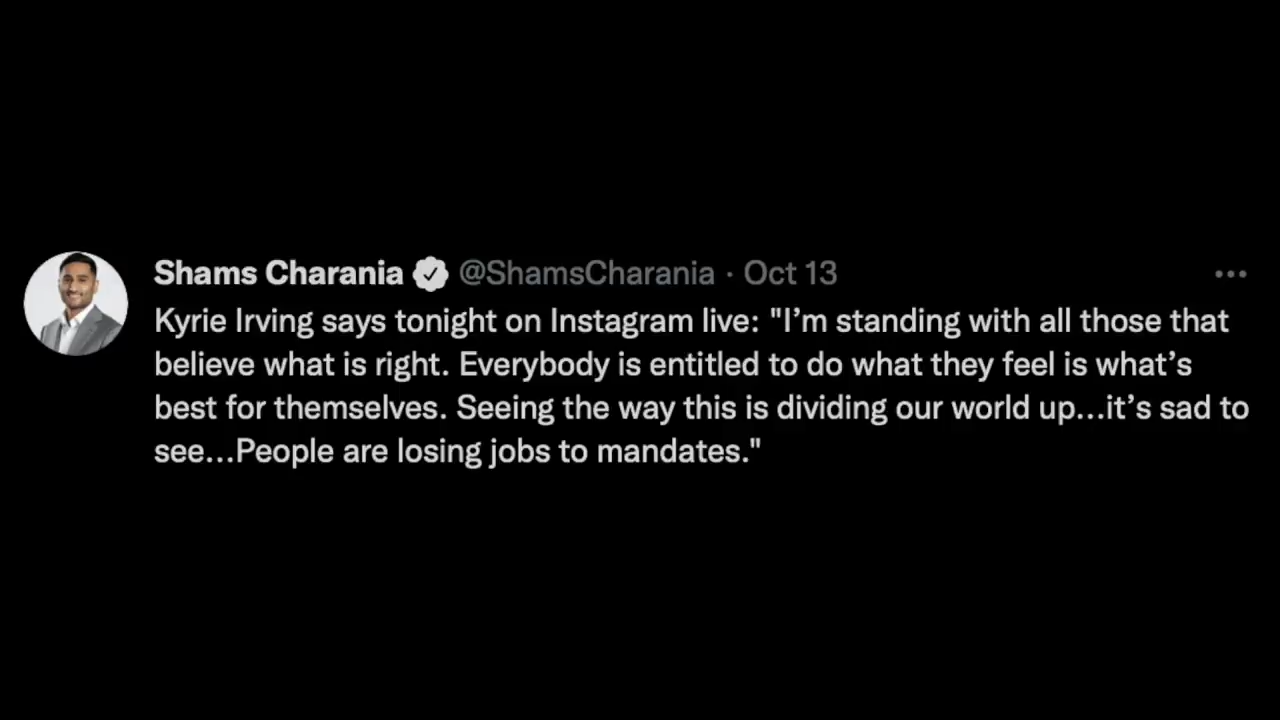 Shams Charania @ShamsCharania · Oct 13
Kyrie Irving says tonight on Instagram live: "I’m standing with all those that
believe what is right. Everybody is entitled to do what they feel is what’s
best for themselves. Seeing the way this is dividing our world up...it’s sad to
see...People are losing jobs to mandates."